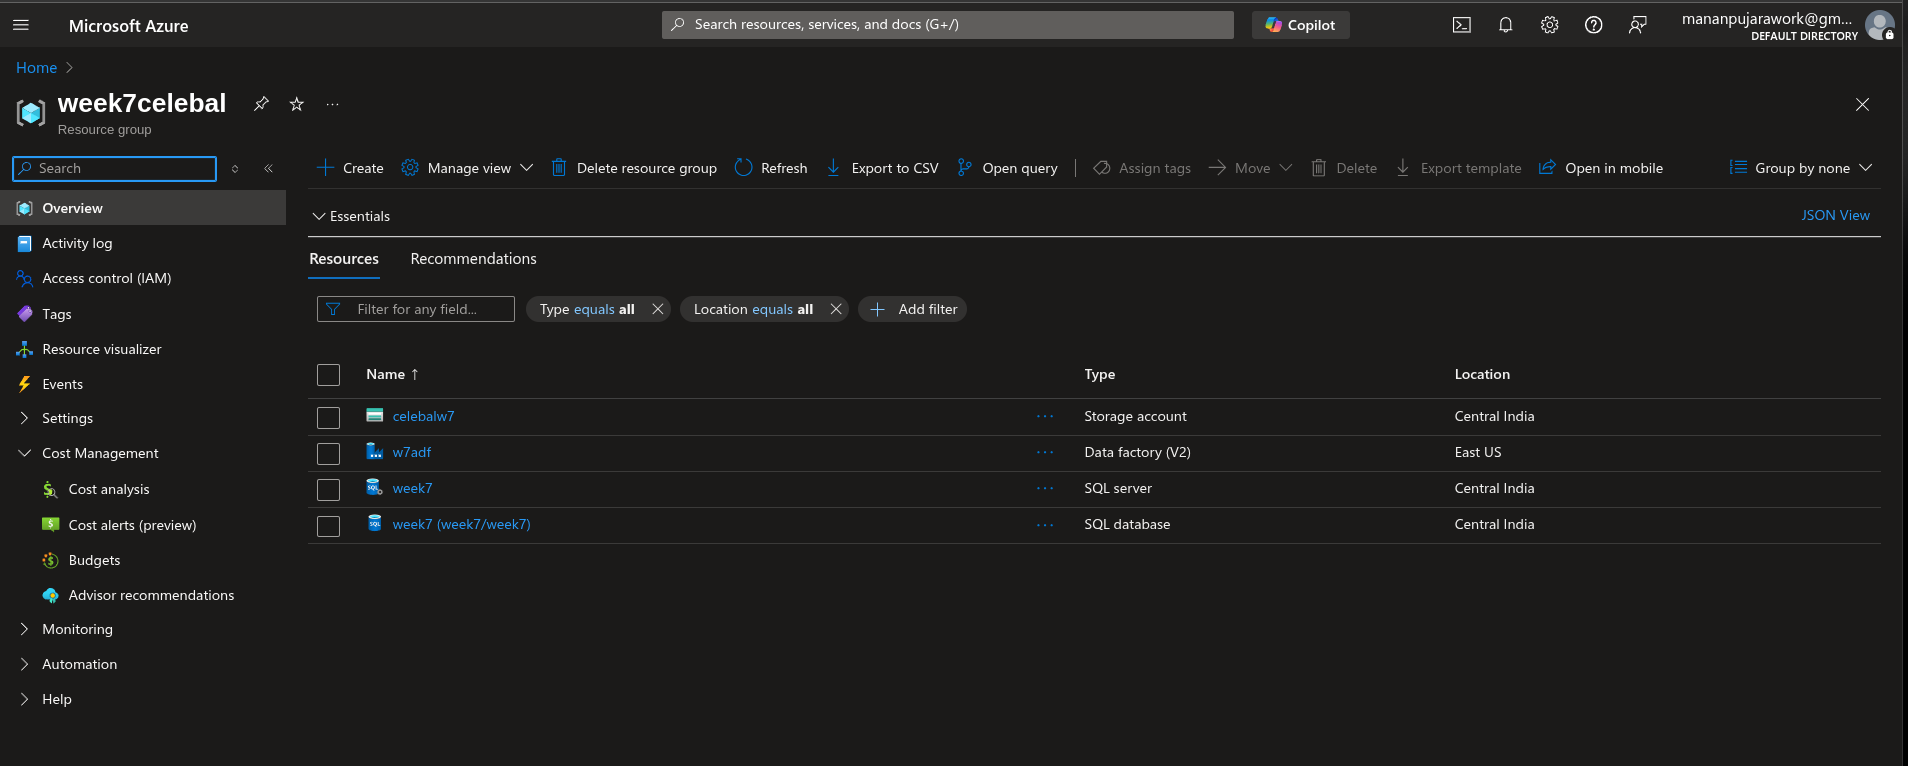 Microsoft Azure
Search resources, services, and docs (G+/)
Copilot
mananpujarawork@gm...
DEFAULT DIRECTORY
Home
week7celebal
Resource group
Search
Create
Manage view
Delete resource group
Refresh
Export to CSV
Open query
Assign tags
Move
Delete
Export template
Open in mobile
Group by none
Overview
Activity log
Access control (IAM)
Tags
Resource visualizer
Events
Settings
Cost Management
Cost analysis
Cost alerts (preview)
Budgets
Advisor recommendations
Monitoring
Automation
Help
Essentials
JSON View
Resources
Recommendations
Filter for any field...
Type equals all
Location equals all
Add filter
Name ↑ Type Location
celebalw7 ... Storage account Central India
w7adf ... Data factory (V2) East US
week7 ... SQL server Central India
week7 (week7/week7) ... SQL database Central India